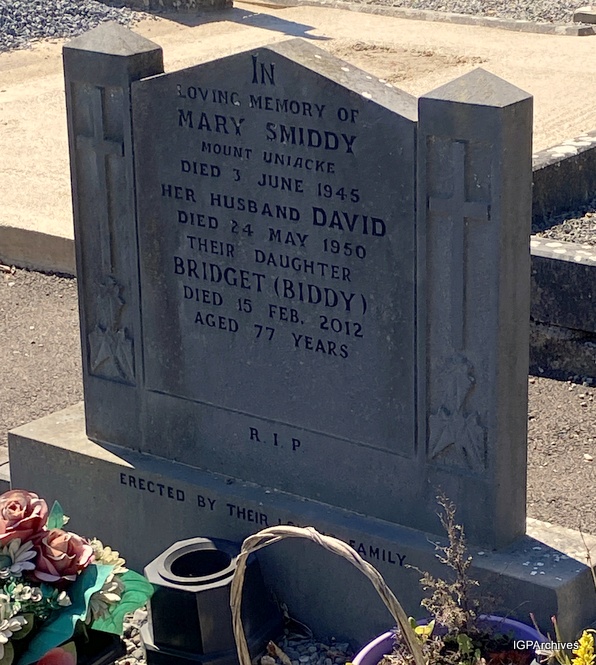 IN
LOVING MEMORY OF
MARY SMIDDY
MOUNT UNIACKE
DIED 3 JUNE 1945
HER HUSBAND DAVID
DIED 24 MAY 1950
THEIR DAUGHTER
BRIDGET (BIDDY)
DIED 15 FEB. 2012
AGED 77 YEARS
R.I.P
ERECTED BY THEIR FAMILY
IGPArchives